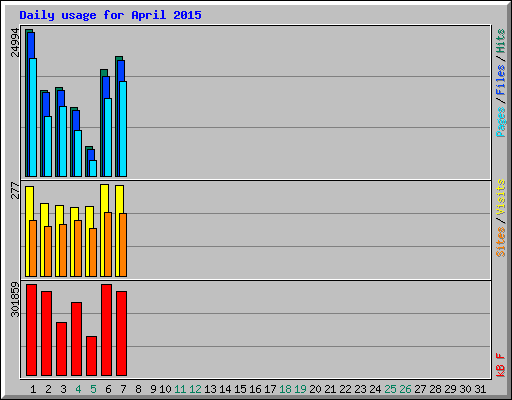 Daily usage for April 2015
24994
Pages/Files/Hits
277
Sites/Visits
301859
kB F
1 2 3 4 5 6 7 8 9 10 11 12 13 14 15 16 17 18 19 20 21 22 23 24 25 26 27 28 29 30 31